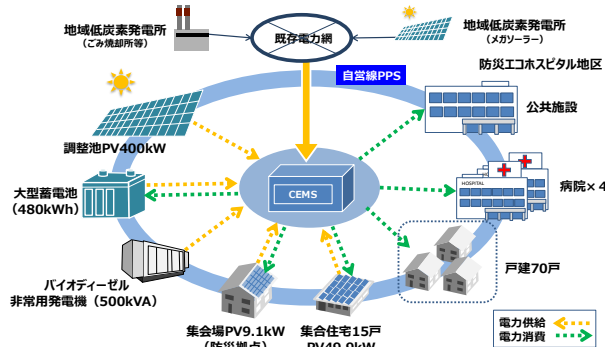 地域低炭素発電所
(ごみ焼却所等)
既存電力網
地域低炭素発電所
(メガソーラー)
防災エコホスピタル地区
自営線PPS
公共施設
調整池PV400kW
大型蓄電池
(480kWh)
CEMS
HOSPITAL
病院×4
バイオディーゼル
非常用発電機(500kVA)
戸建70戸
集会場PV9.1kW
(防災拠点)
集合住宅15戸
PV49.9kW
電力供給
電力消費